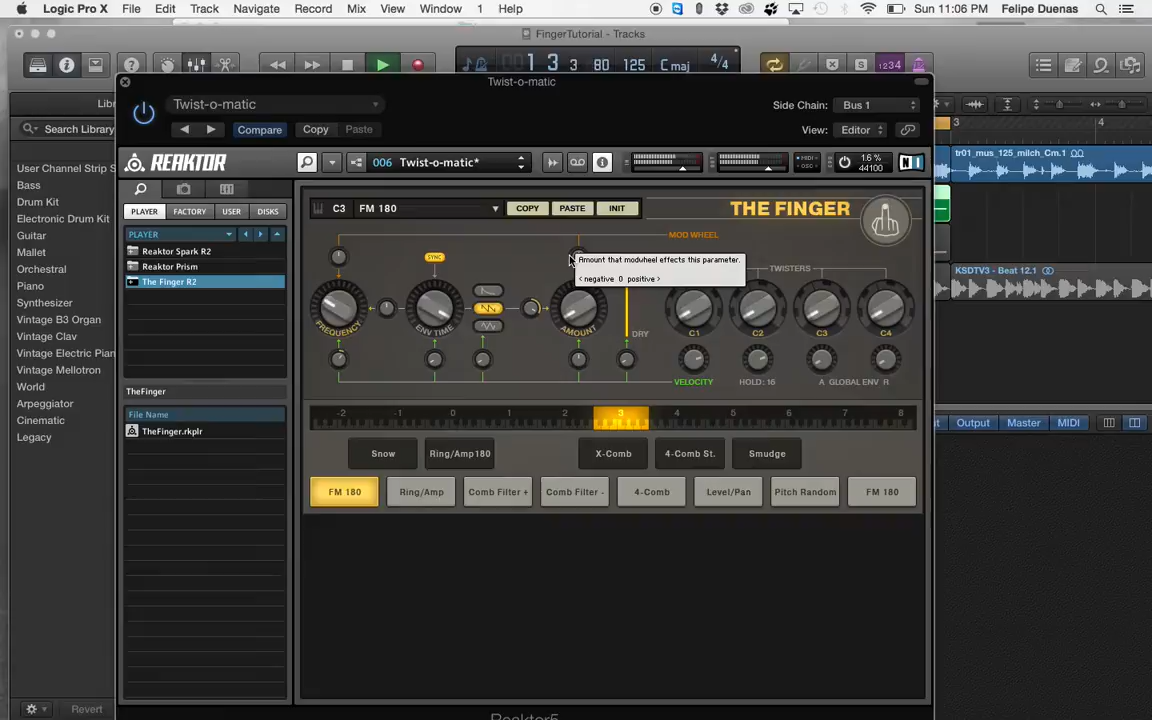 Logic Pro X File Edit Track Navigate Record Mix View Window 1 Help Sun 11:06 PM Felipe Duenas
FingerTutorial - Tracks
1 3 3 80 125 C maj 4/4 1234
Twist-o-matic
Twist-o-matic Side Chain: Bus 1
Compare Copy Paste View: Editor
Search Library
User Channel Strip S
Bass
Drum Kit
Electronic Drum Kit
Guitar
Mallet
Orchestral
Piano
Synthesizer
Vintage B3 Organ
Vintage Clav
Vintage Electric Pian
Vintage Mellotron
World
Arpeggiator
Cinematic
Legacy
Revert
REAKTOR 006 Twist-o-matic* MIDI OSC 1.6 % 44100
PLAYER FACTORY USER DISKS
PLAYER
Reaktor Spark R2
Reaktor Prism
The Finger R2
TheFinger
File Name
TheFinger.rkplr
C3 FM 180 COPY PASTE INIT THE FINGER
MOD WHEEL
SYNC
Amount that modwheel effects this parameter.
< negative 0 positive >
TWISTERS
FREQUENCY ENV TIME AMOUNT DRY C1 C2 C3 C4
VELOCITY HOLD: 16 A GLOBAL ENV R
-2 -1 0 1 2 3 4 5 6 7 8
Snow Ring/Amp180 X-Comb 4-Comb St. Smudge
FM 180 Ring/Amp Comb Filter + Comb Filter - 4-Comb Level/Pan Pitch Random FM 180
3 4
tr01_mus_125_milch_Cm.1
KSDTV3 - Beat 12.1
Output Master MIDI